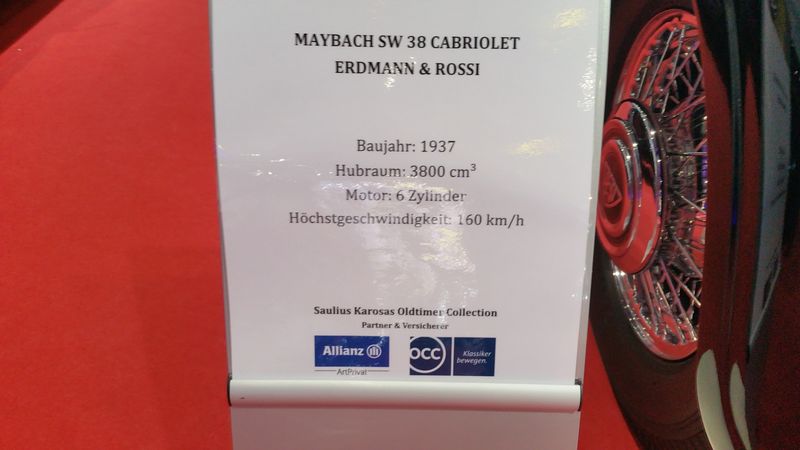 MAYBACH SW 38 CABRIOLET
ERDMANN & ROSSI
Baujahr: 1937
Hubraum: 3800 cm³
Motor: 6 Zylinder
Höchstgeschwindigkeit: 160 km/h
Saulius Karosas Oldtimer Collection
Partner & Versicherer
Allianz
ArtPrivat
OCC
Klassiker
bewegen.